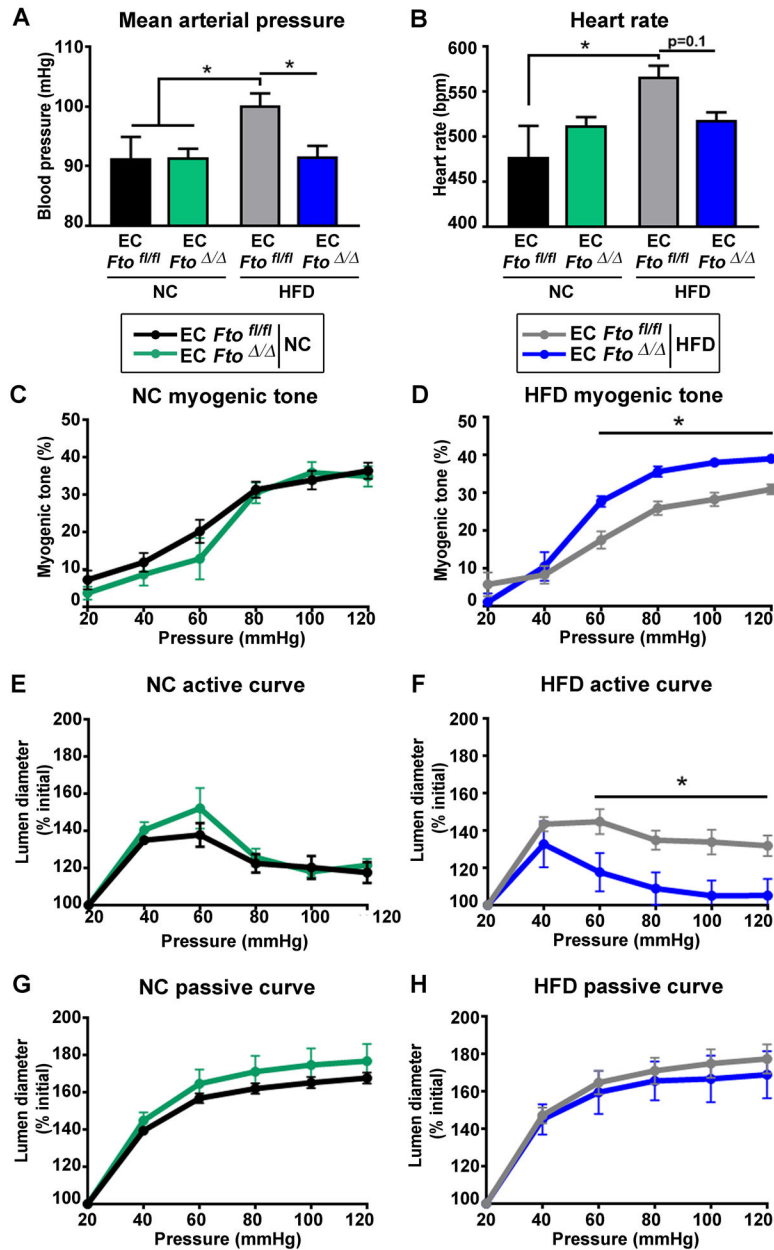 A Mean arterial pressure
Blood pressure (mHg)
110
100
90
80
*
*
EC EC EC EC
Fto fl/fl Fto Δ/Δ Fto fl/fl Fto Δ/Δ
NC HFD
B Heart rate
Heart rate (bpm)
600
550
500
450
400
*
p=0.1
EC EC EC EC
Fto fl/fl Fto Δ/Δ Fto fl/fl Fto Δ/Δ
NC HFD
EC Fto fl/fl
EC Fto Δ/Δ
NC
EC Fto fl/fl
EC Fto Δ/Δ
HFD
C NC myogenic tone
Myogenic tone (%)
50
40
30
20
10
0
20 40 60 80 100 120
Pressure (mmHg)
D HFD myogenic tone
Myogenic tone (%)
50
40
30
20
10
0
*
20 40 60 80 100 120
Pressure (mmHg)
E NC active curve
Lumen diameter
(% initial)
200
180
160
140
120
100
20 40 60 80 100 120
Pressure (mmHg)
F HFD active curve
Lumen diameter
(% initial)
200
180
160
140
120
100
*
20 40 60 80 100 120
Pressure (mmHg)
G NC passive curve
Lumen diameter
(% initial)
200
180
160
140
120
100
20 40 60 80 100 120
Pressure (mmHg)
H HFD passive curve
Lumen diameter
(% initial)
200
180
160
140
120
100
20 40 60 80 100 120
Pressure (mmHg)